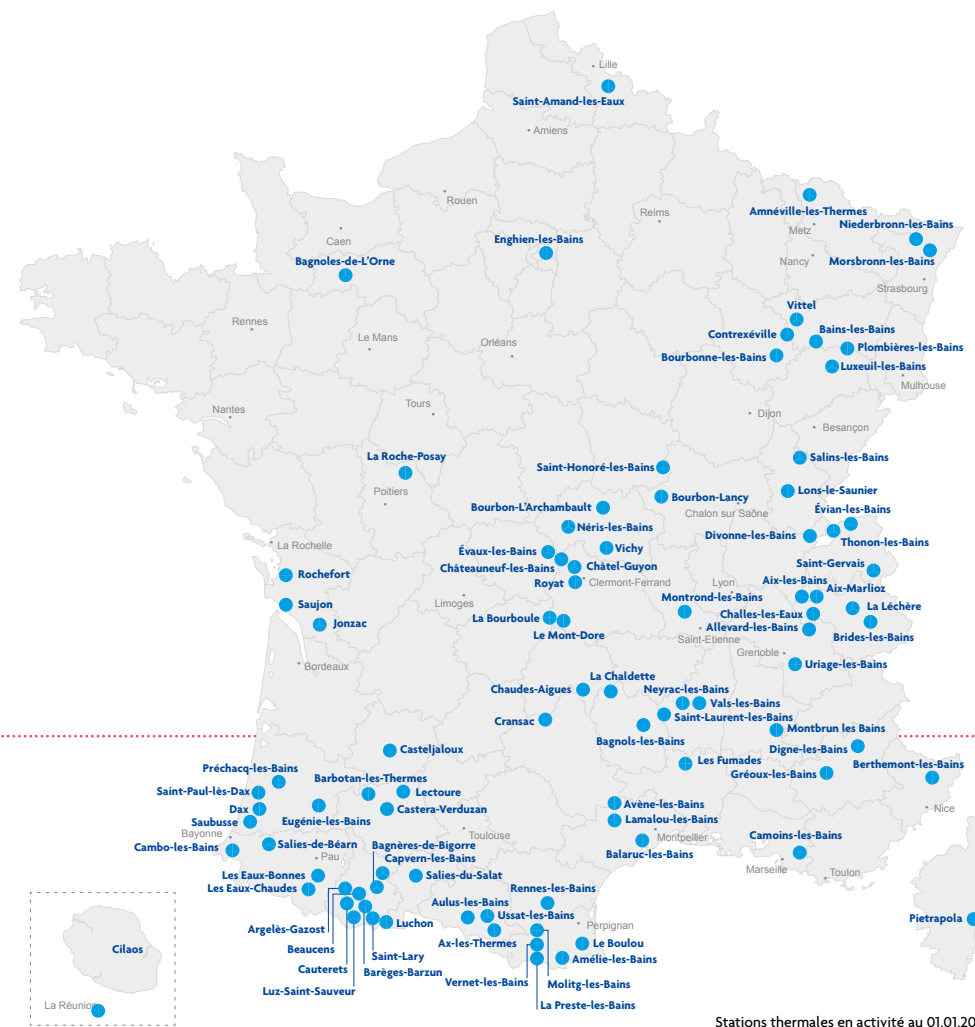 Lille
Saint-Amand-les-Eaux
Amiens
Rouen
Reims
Amnéville-les-Thermes
Metz
Niederbronn-les-Bains
Caen
Enghien-les-Bains
Bagnoles-de-L'Orne
Nancy
Morsbronn-les-Bains
Strasbourg
Vittel
Rennes
Contrexéville
Bains-les-Bains
Le Mans
Orléans
Plombières-les-Bains
Bourbonne-les-Bains
Luxeuil-les-Bains
Mulhouse
Tours
Nantes
Dijon
Besançon
La Roche-Posay
Salins-les-Bains
Saint-Honoré-les-Bains
Poitiers
Lons-le-Saunier
Bourbon-Lancy
Bourbon-L'Archambault
Chalon sur Saône
Évian-les-Bains
Néris-les-Bains
Divonne-les-Bains
Thonon-les-Bains
La Rochelle
Évaux-les-Bains
Vichy
Saint-Gervais
Châteauneuf-les-Bains
Châtel-Guyon
Rochefort
Royat
Clermont-Ferrand
Lyon
Aix-les-Bains
Aix-Marlioz
Montrond-les-Bains
Limoges
Saujon
La Léchère
Challes-les-Eaux
La Bourboule
Jonzac
Allevard-les-Bains
Le Mont-Dore
Saint-Etienne
Brides-les-Bains
Grenoble
Bordeaux
Uriage-les-Bains
La Chaldette
Chaudes-Aigues
Neyrac-les-Bains
Vals-les-Bains
Cransac
Saint-Laurent-les-Bains
Montbrun les Bains
Bagnols-les-Bains
Casteljaloux
Digne-les-Bains
Les Fumades
Berthemont-les-Bains
Préchacq-les-Bains
Gréoux-les-Bains
Barbotan-les-Thermes
Saint-Paul-lès-Dax
Lectoure
Avène-les-Bains
Dax
Castera-Verduzan
Nice
Saubusse
Eugénie-les-Bains
Lamalou-les-Bains
Bayonne
Toulouse
Montpellier
Camoins-les-Bains
Cambo-les-Bains
Salies-de-Béarn
Bagnères-de-Bigorre
Balaruc-les-Bains
Pau
Capvern-les-Bains
Marseille
Toulon
Les Eaux-Bonnes
Salies-du-Salat
Les Eaux-Chaudes
Rennes-les-Bains
Aulus-les-Bains
Ussat-les-Bains
Pietrapola
Luchon
Perpignan
Argelès-Gazost
Ax-les-Thermes
Le Boulou
Beaucens
Cilaos
Saint-Lary
Amélie-les-Bains
Cauterets
Barèges-Barzun
Vernet-les-Bains
Molitg-les-Bains
Luz-Saint-Sauveur
La Réunion
La Preste-les-Bains
Stations thermales en activité au 01.01.20